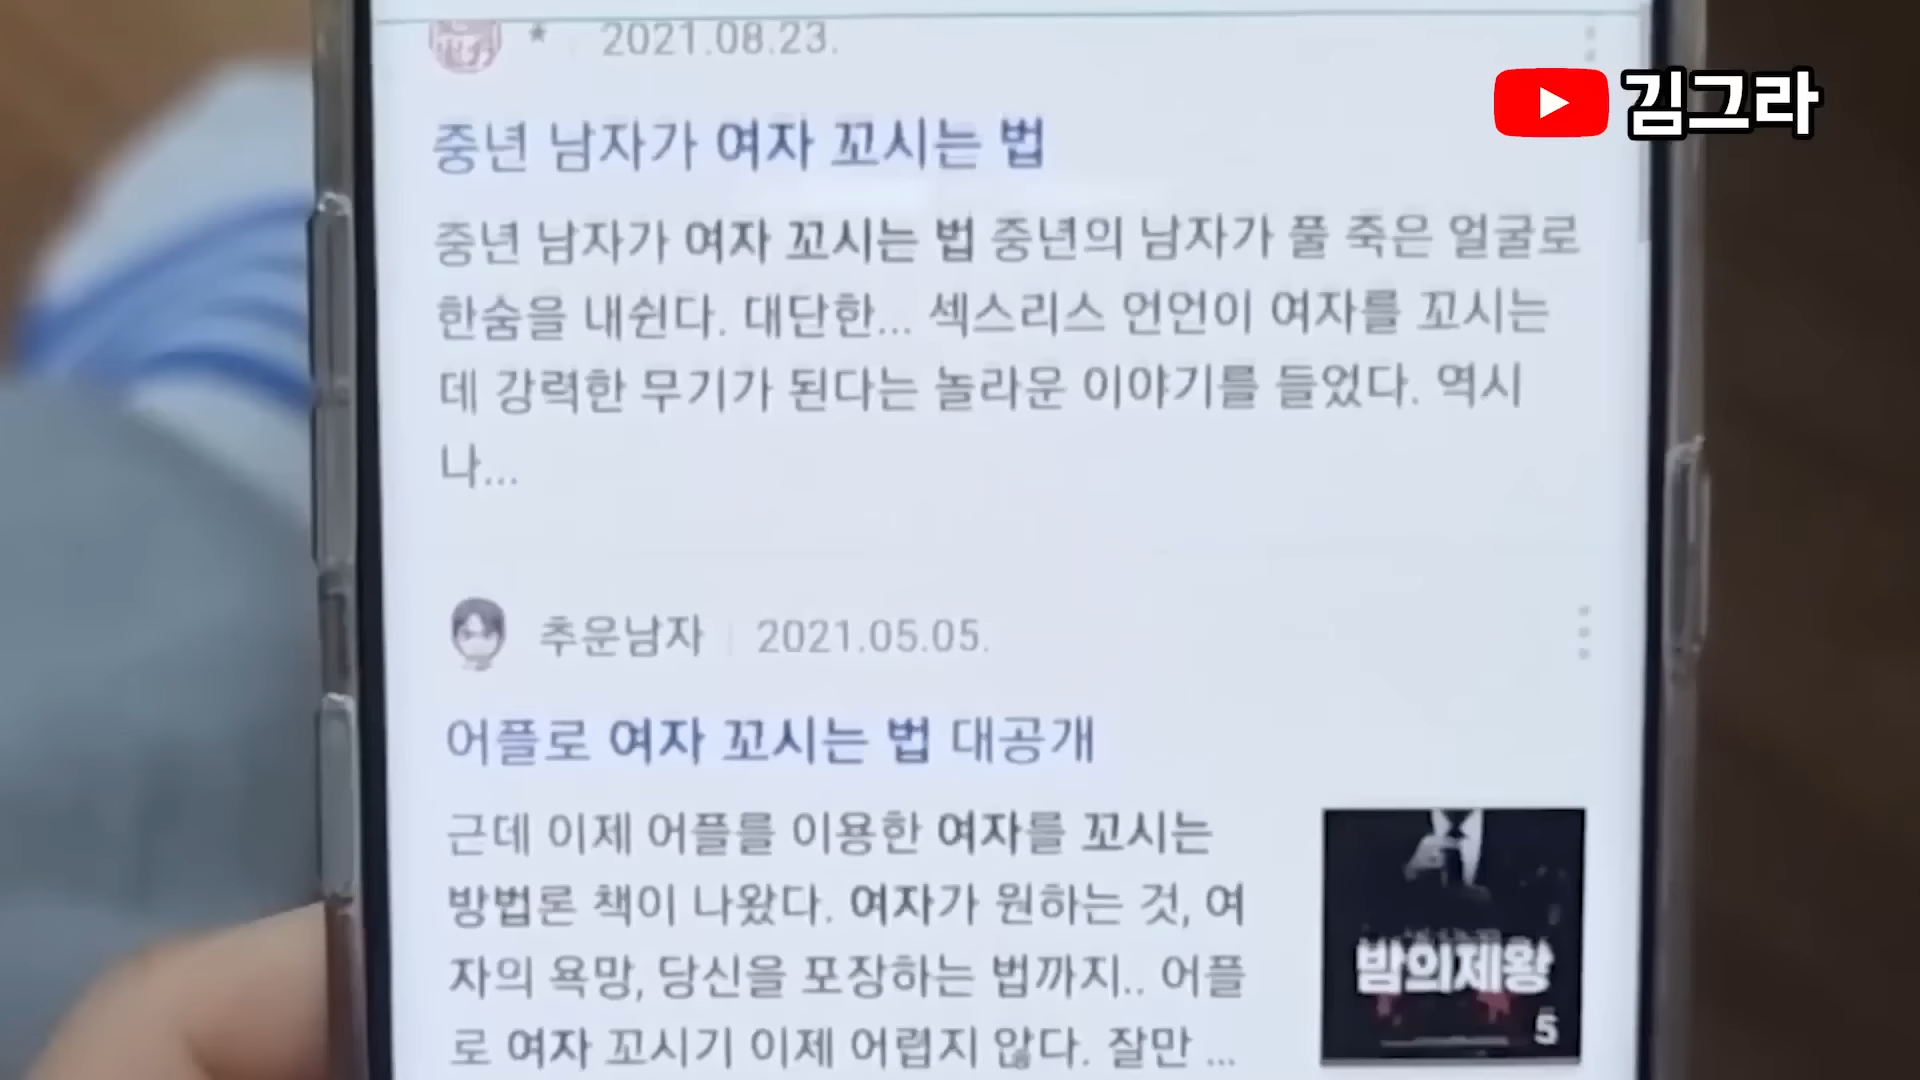 * 2021.08.23.
김그라
중년 남자가 여자 꼬시는 법
중년 남자가 여자 꼬시는 법 중년의 남자가 풀 죽은 얼굴로
한숨을 내쉰다. 대단한... 섹스리스 언언이 여자를 꼬시는
데 강력한 무기가 된다는 놀라운 이야기를 들었다. 역시
나...
추운남자 2021.05.05.
어플로 여자 꼬시는 법 대공개
근데 이제 어플를 이용한 여자를 꼬시는
방법론 책이 나왔다. 여자가 원하는 것, 여
자의 욕망, 당신을 포장하는 법까지.. 어플
로 여자 꼬시기 이제 어렵지 않다. 잘만 ...
밤의제왕
5